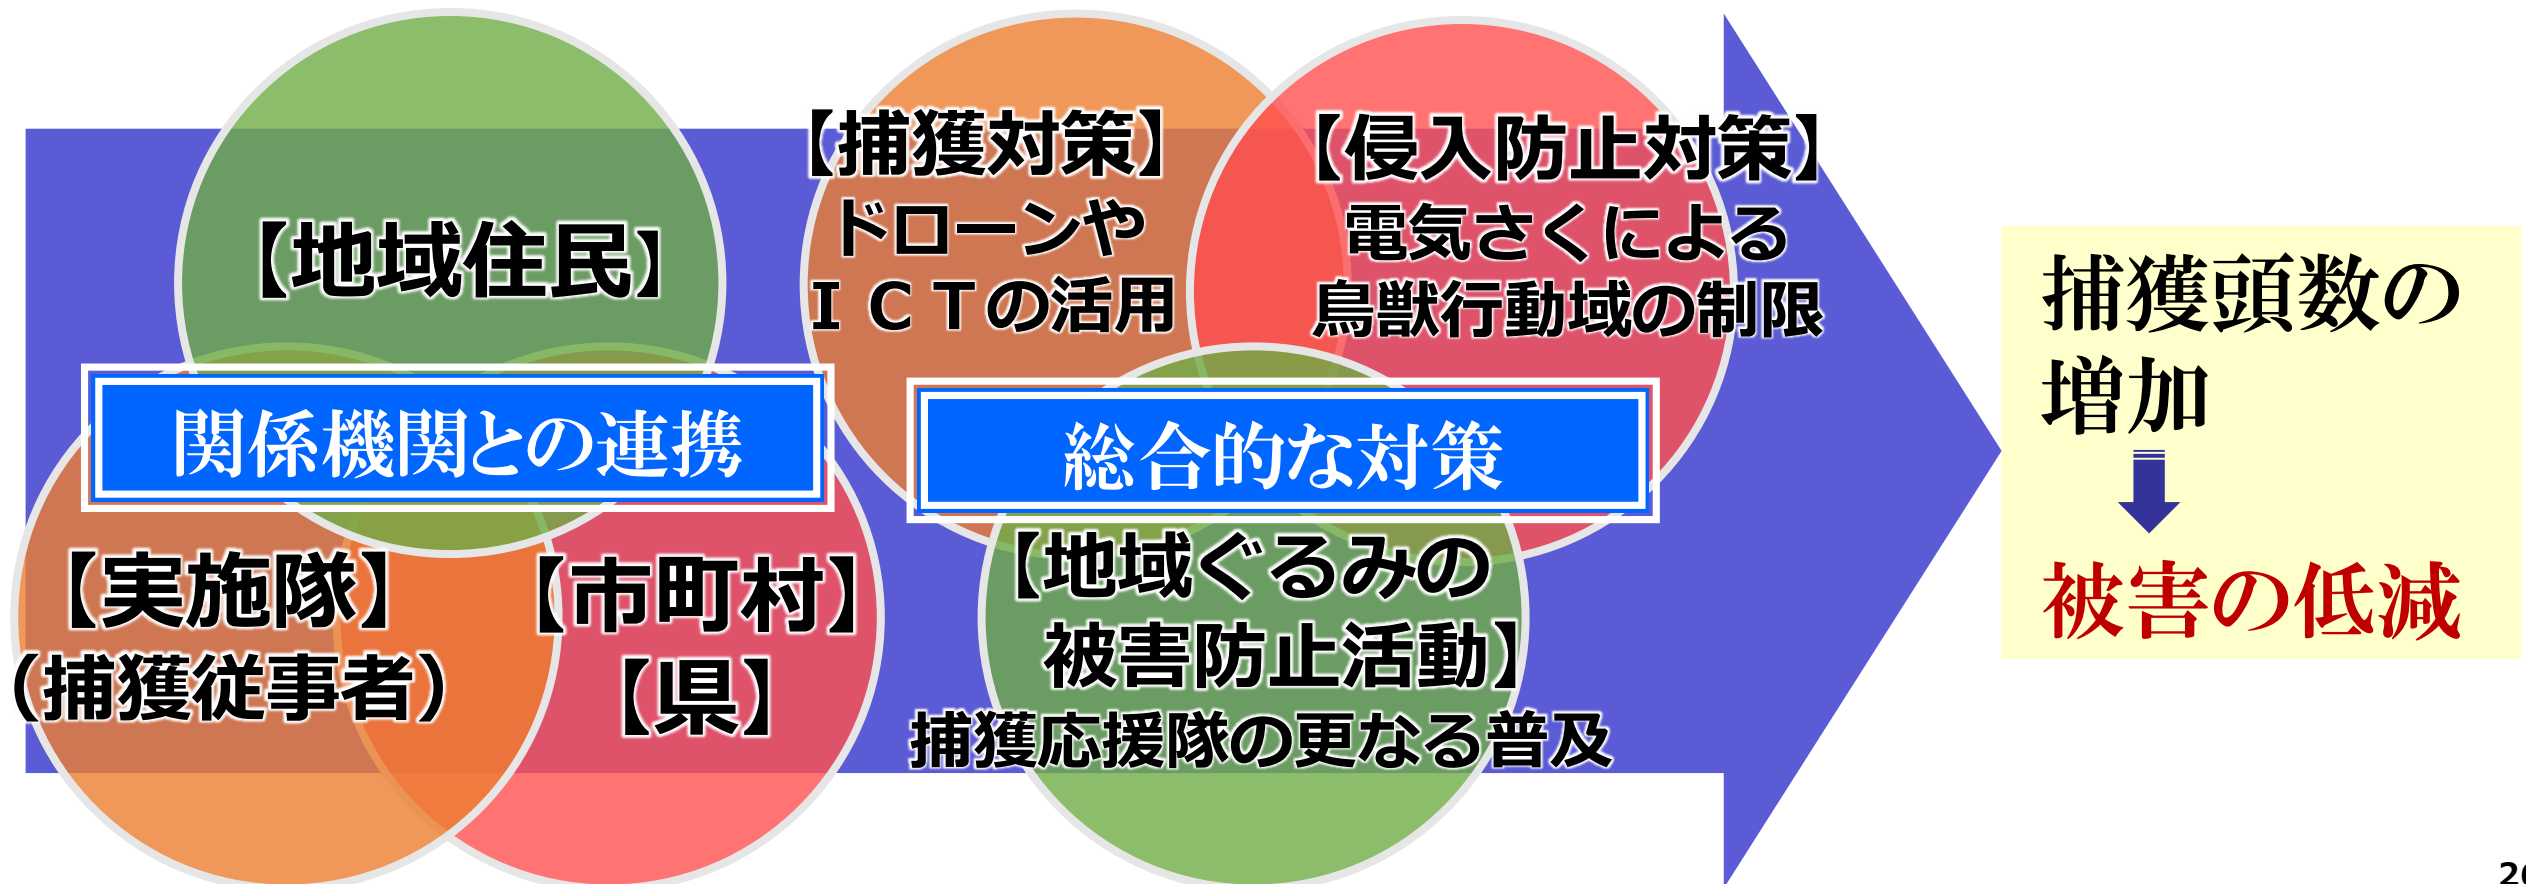 【地域住民】
関係機関との連携
【実施隊】
（捕獲従事者）
【市町村】
【県】
【捕獲対策】
ドローンや
ＩＣＴの活用
【侵入防止対策】
電気さくによる
鳥獣行動域の制限
総合的な対策
【地域ぐるみの
被害防止活動】
捕獲応援隊の更なる普及
捕獲頭数の
増加
被害の低減